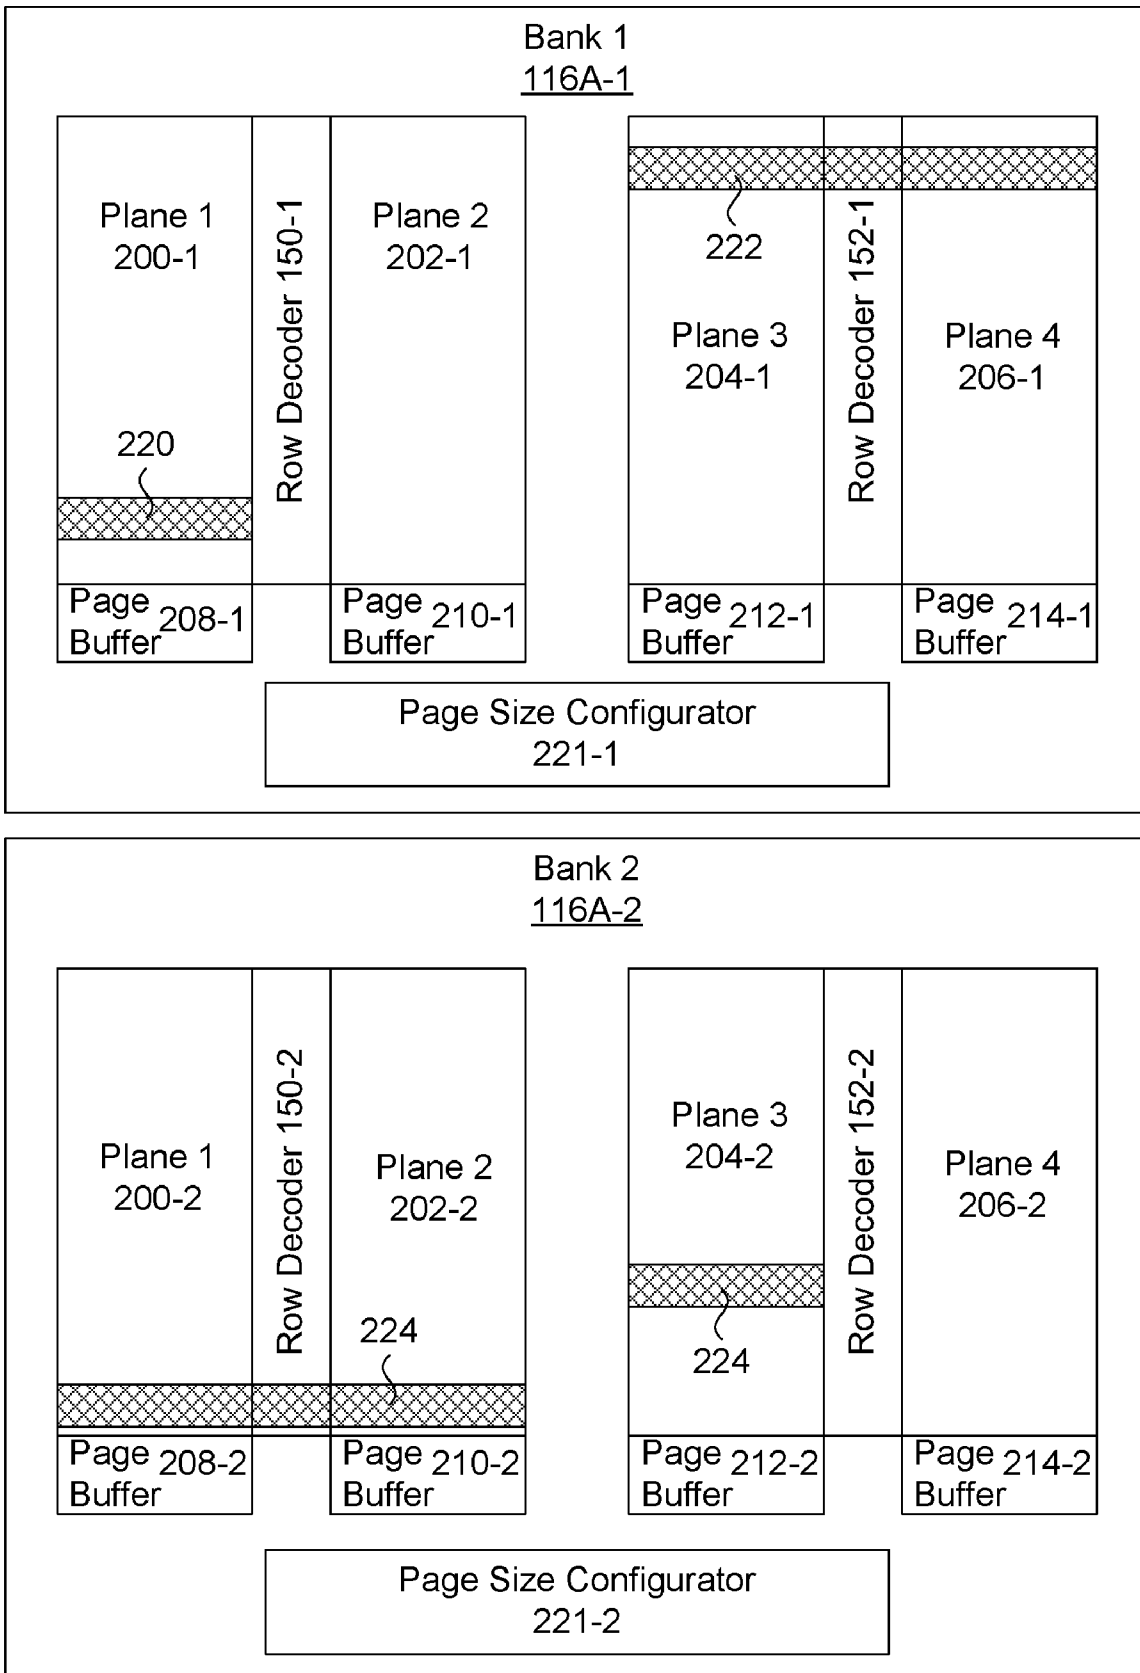 Bank 1
116A-1
Plane 1
200-1
Row Decoder 150-1
Plane 2
202-1
222
Plane 3
204-1
Row Decoder 152-1
Plane 4
206-1
220
Page
Buffer 208-1
Page
Buffer 210-1
Page
Buffer 212-1
Page
Buffer 214-1
Page Size Configurator
221-1
Bank 2
116A-2
Plane 1
200-2
Row Decoder 150-2
Plane 2
202-2
Plane 3
204-2
Row Decoder 152-2
Plane 4
206-2
224
224
Page 208-2
Buffer
Page 210-2
Buffer
Page 212-2
Buffer
Page 214-2
Buffer
Page Size Configurator
221-2